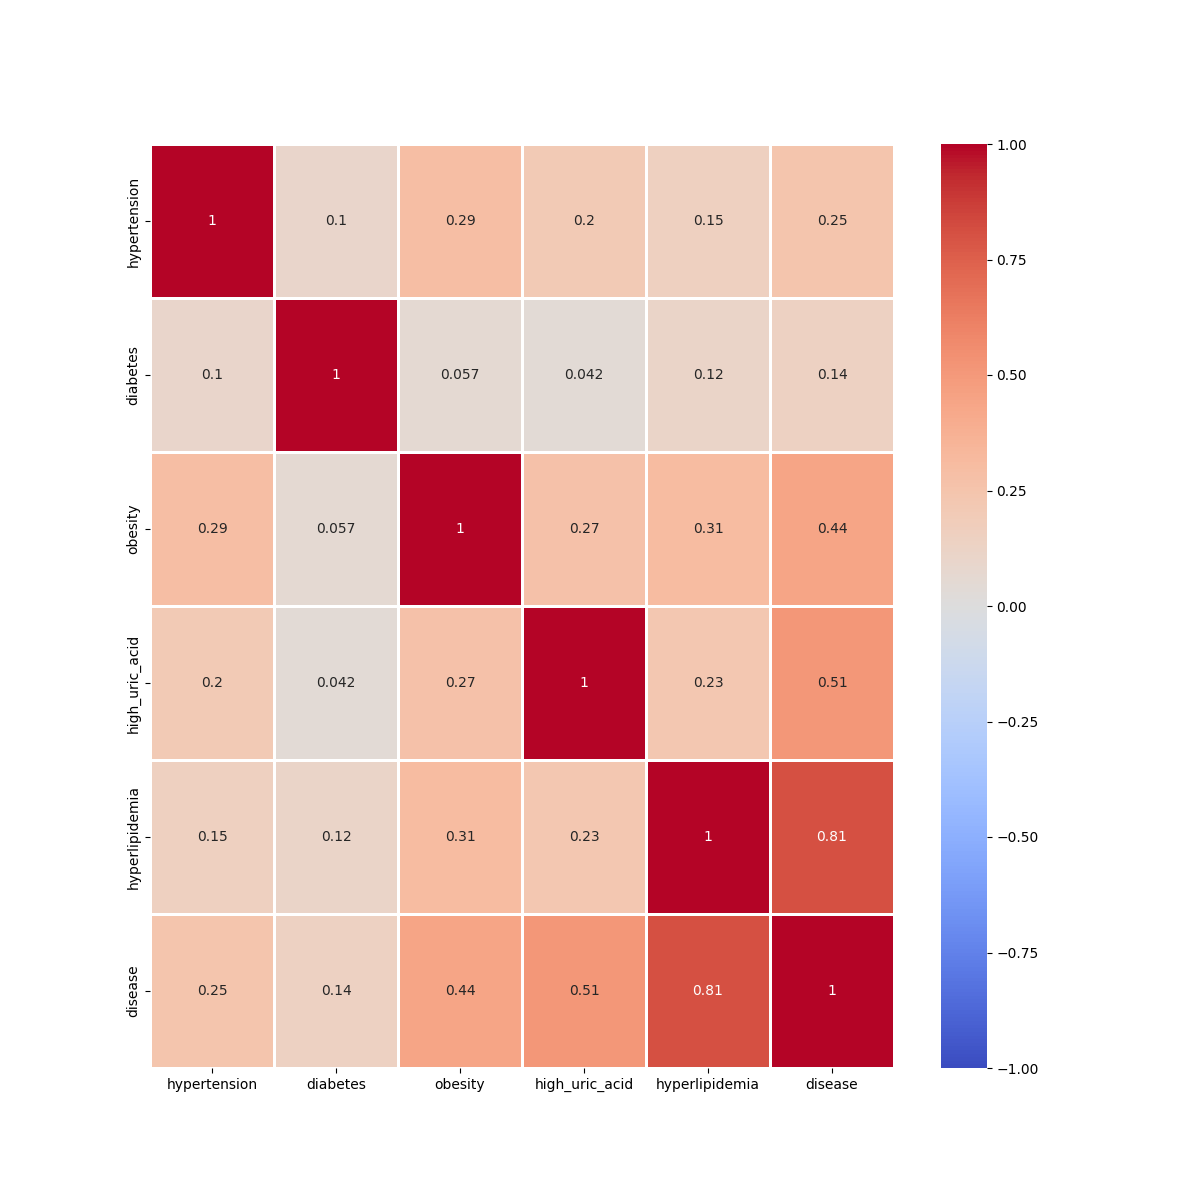 hypertension 1 0.1 0.29 0.2 0.15 0.25
diabetes 0.1 1 0.057 0.042 0.12 0.14
obesity 0.29 0.057 1 0.27 0.31 0.44
high_uric_acid 0.2 0.042 0.27 1 0.23 0.51
hyperlipidemia 0.15 0.12 0.31 0.23 1 0.81
disease 0.25 0.14 0.44 0.51 0.81 1
hypertension diabetes obesity high_uric_acid hyperlipidemia disease
1.00
0.75
0.50
0.25
0.00
−0.25
−0.50
−0.75
−1.00